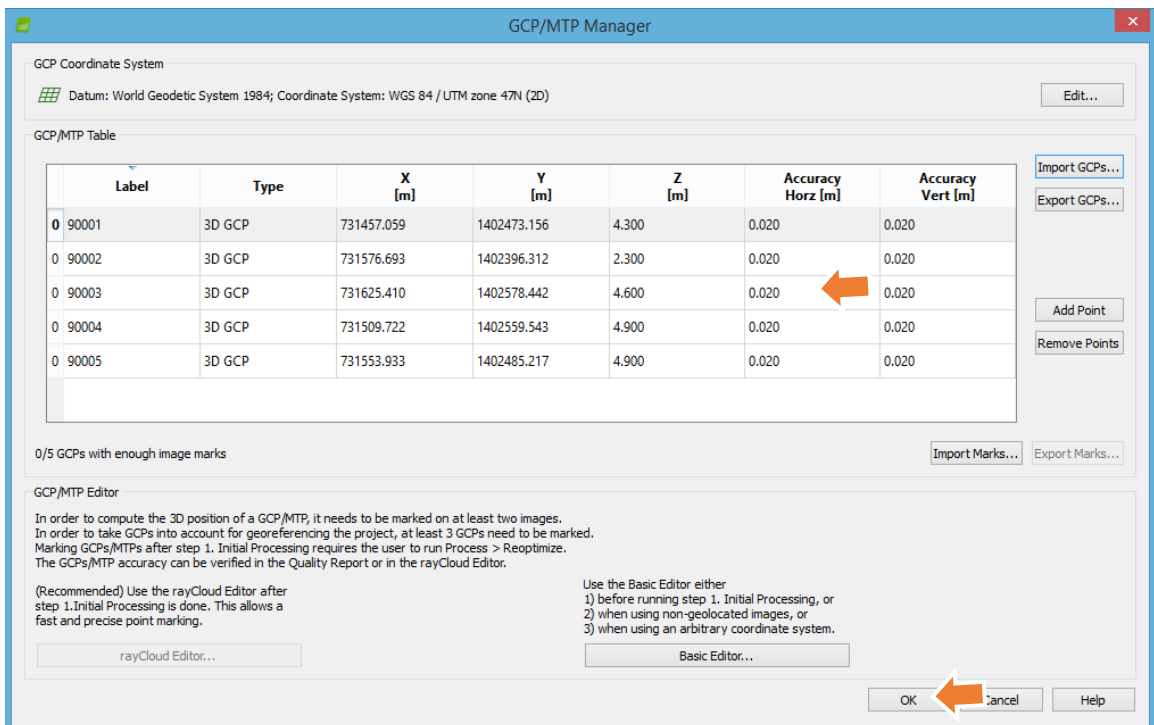 GCP/MTP Manager
GCP Coordinate System
Datum: World Geodetic System 1984; Coordinate System: WGS 84 / UTM zone 47N (2D)
Edit...
GCP/MTP Table
Label Type X [m] Y [m] Z [m] Accuracy Horz [m] Accuracy Vert [m]
0 90001 3D GCP 731457.059 1402473.156 4.300 0.020 0.020
0 90002 3D GCP 731576.693 1402396.312 2.300 0.020 0.020
0 90003 3D GCP 731625.410 1402578.442 4.600 0.020 0.020
0 90004 3D GCP 731509.722 1402559.543 4.900 0.020 0.020
0 90005 3D GCP 731553.933 1402485.217 4.900 0.020 0.020
Import GCPs...
Export GCPs...
Add Point
Remove Points
0/5 GCPs with enough image marks
Import Marks... Export Marks...
GCP/MTP Editor
In order to compute the 3D position of a GCP/MTP, it needs to be marked on at least two images.
In order to take GCPs into account for georeferencing the project, at least 3 GCPs need to be marked.
Marking GCPs/MTPs after step 1. Initial Processing requires the user to run Process > Reoptimize.
The GCPs/MTP accuracy can be verified in the Quality Report or in the rayCloud Editor.
(Recommended) Use the rayCloud Editor after
step 1.Initial Processing is done. This allows a
fast and precise point marking.
rayCloud Editor...
Use the Basic Editor either
1) before running step 1. Initial Processing, or
2) when using non-geolocated images, or
3) when using an arbitrary coordinate system.
Basic Editor...
OK Cancel Help